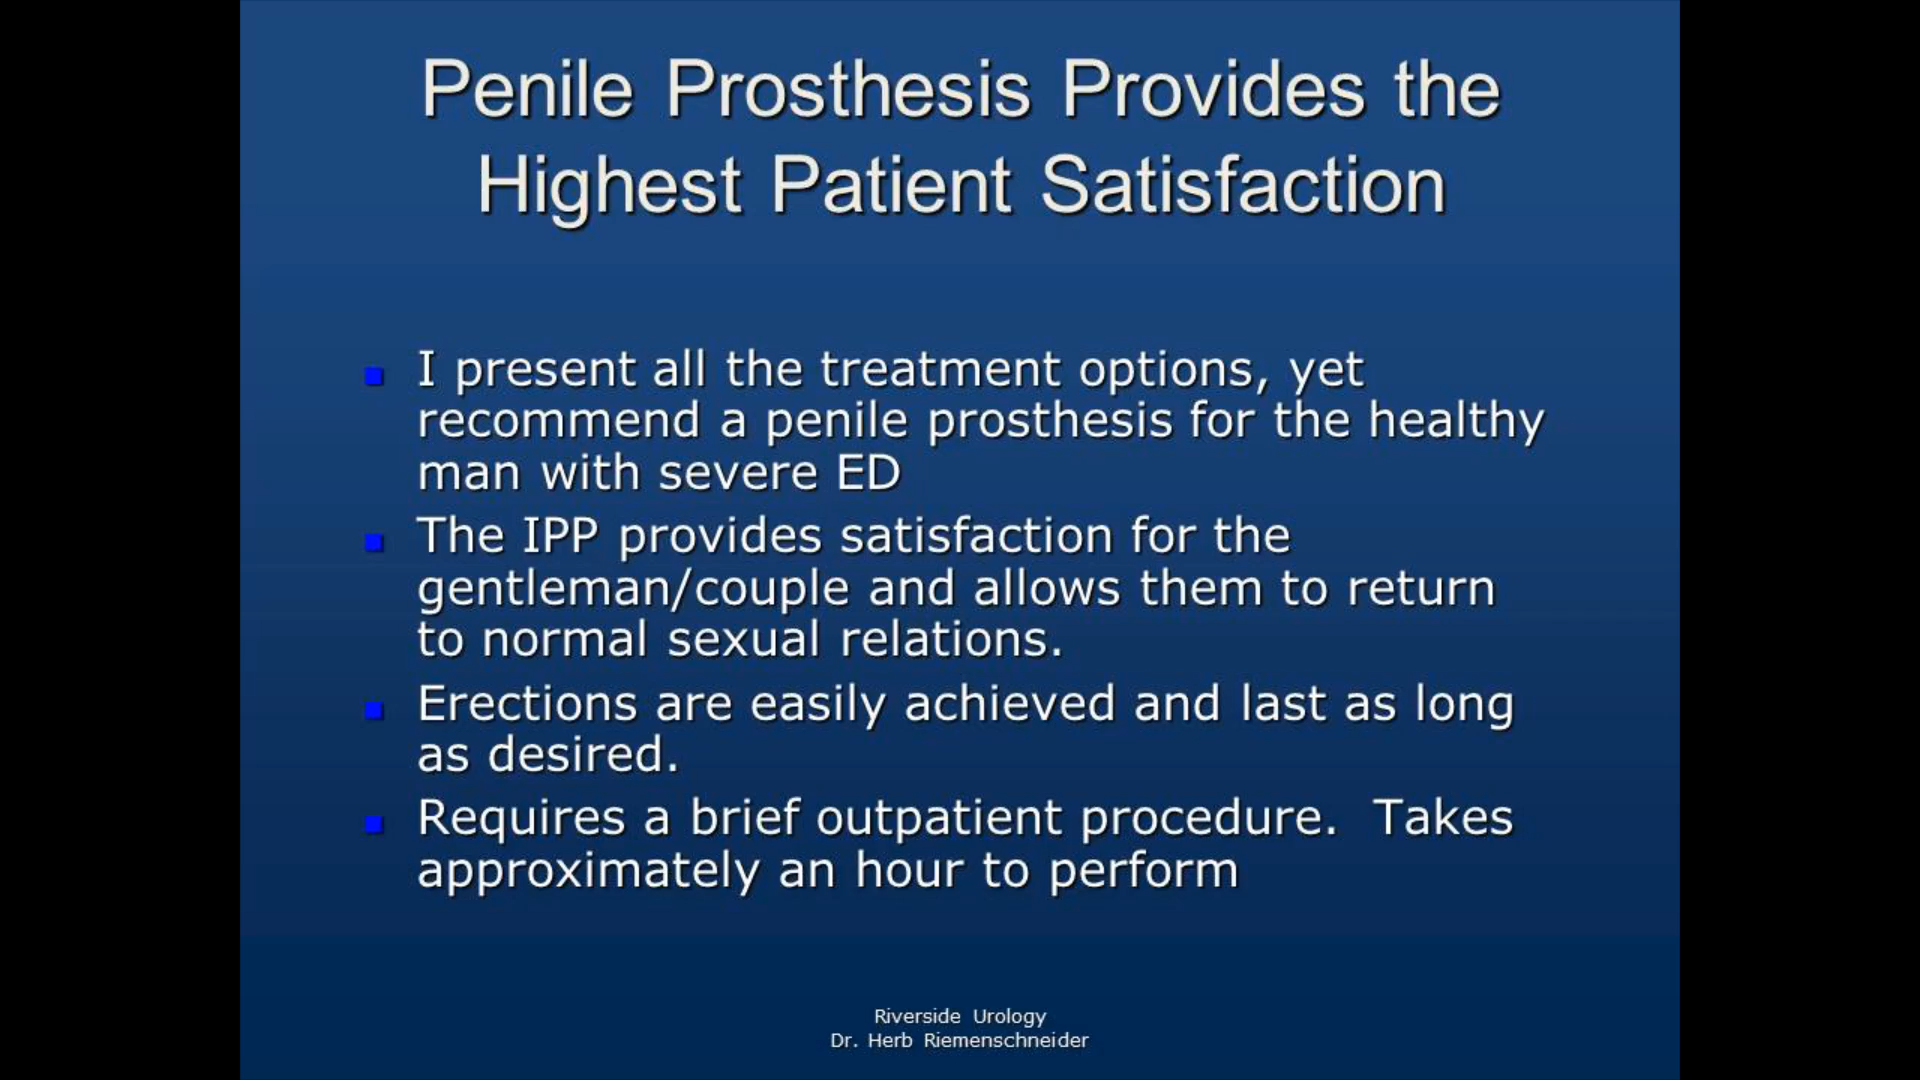 Penile Prosthesis Provides the
Highest Patient Satisfaction
I present all the treatment options, yet
recommend a penile prosthesis for the healthy
man with severe ED
The IPP provides satisfaction for the
gentleman/couple and allows them to return
to normal sexual relations.
Erections are easily achieved and last as long
as desired.
Requires a brief outpatient procedure. Takes
approximately an hour to perform
Riverside Urology
Dr. Herb Riemenschneider